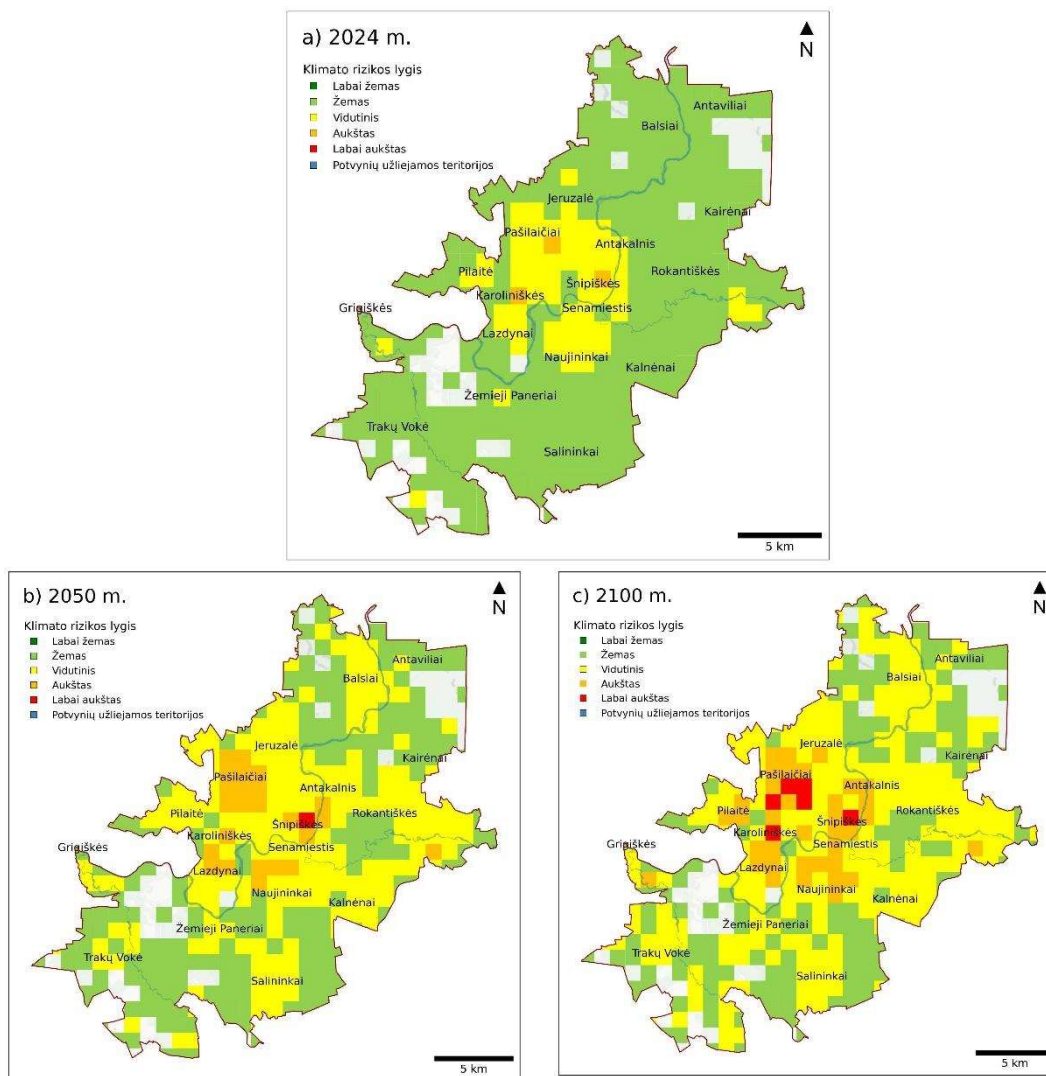 a) 2024 m.
N
Klimato rizikos lygis
Labai žemas
Žemas
Vidutinis
Aukštas
Labai aukštas
Potvynių užliejamos teritorijos
Antaviliai
Balsiai
Jeruzalė
Kairėnai
Pašilaičiai
Antakalnis
Pilaitė
Rokantiškės
Karoliniškės
Šnipiškės
Grigiškės
Senamiestis
Lazdynai
Naujininkai
Kalnėnai
Žemieji Paneriai
Trakų Vokė
Salininkai
5 km
b) 2050 m.
N
Klimato rizikos lygis
Labai žemas
Žemas
Vidutinis
Aukštas
Labai aukštas
Potvynių užliejamos teritorijos
Antaviliai
Balsiai
Jeruzalė
Kairėnai
Pašilaičiai
Antakalnis
Pilaitė
Rokantiškės
Karoliniškės
Šnipiškės
Grigiškės
Senamiestis
Lazdynai
Naujininkai
Kalnėnai
Žemieji Paneriai
Trakų Vokė
Salininkai
5 km
c) 2100 m.
N
Klimato rizikos lygis
Labai žemas
Žemas
Vidutinis
Aukštas
Labai aukštas
Potvynių užliejamos teritorijos
Antaviliai
Balsiai
Jeruzalė
Kairėnai
Pašilaičiai
Antakalnis
Pilaitė
Rokantiškės
Karoliniškės
Šnipiškės
Grigiškės
Senamiestis
Lazdynai
Naujininkai
Kalnėnai
Žemieji Paneriai
Trakų Vokė
Salininkai
5 km